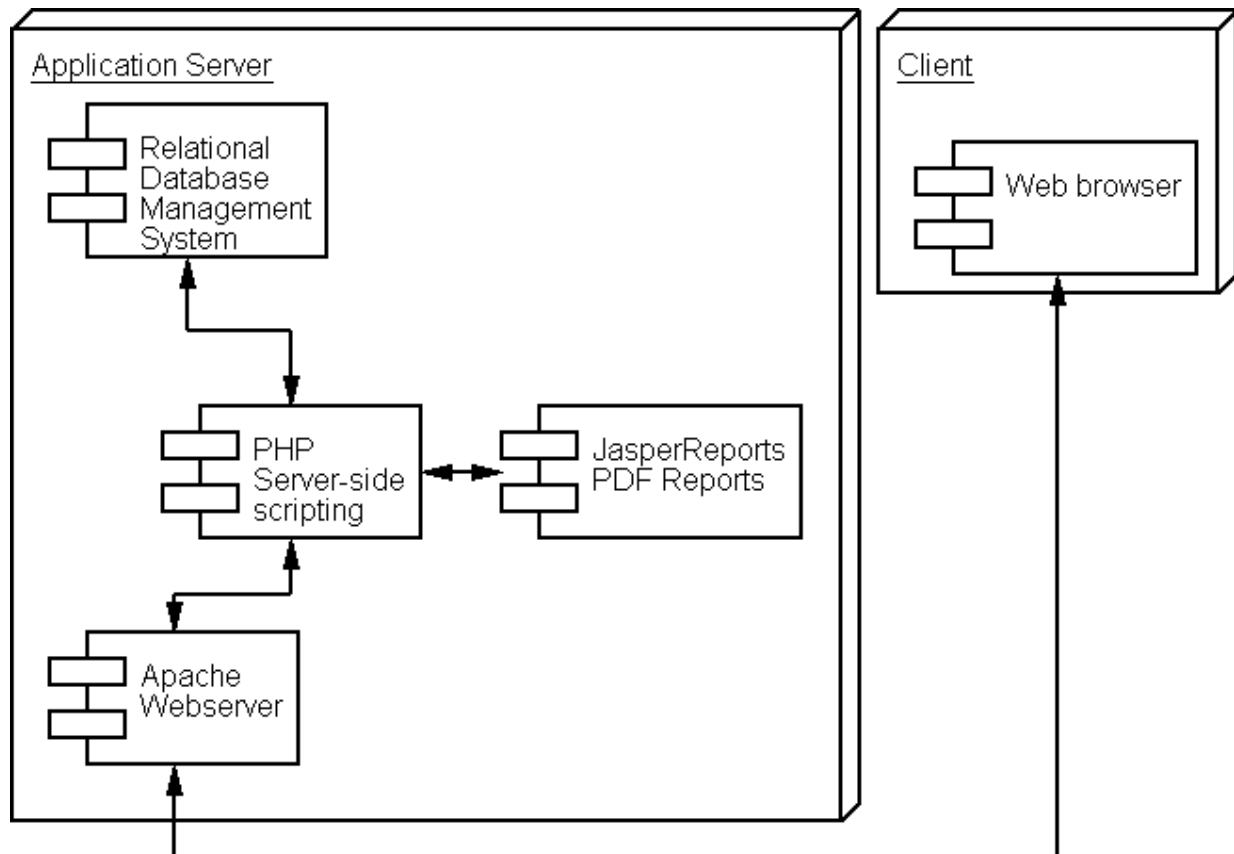 Application Server
Relational
Database
Management
System
PHP
Server-side
scripting
JasperReports
PDF Reports
Apache
Webserver
Client
Web browser